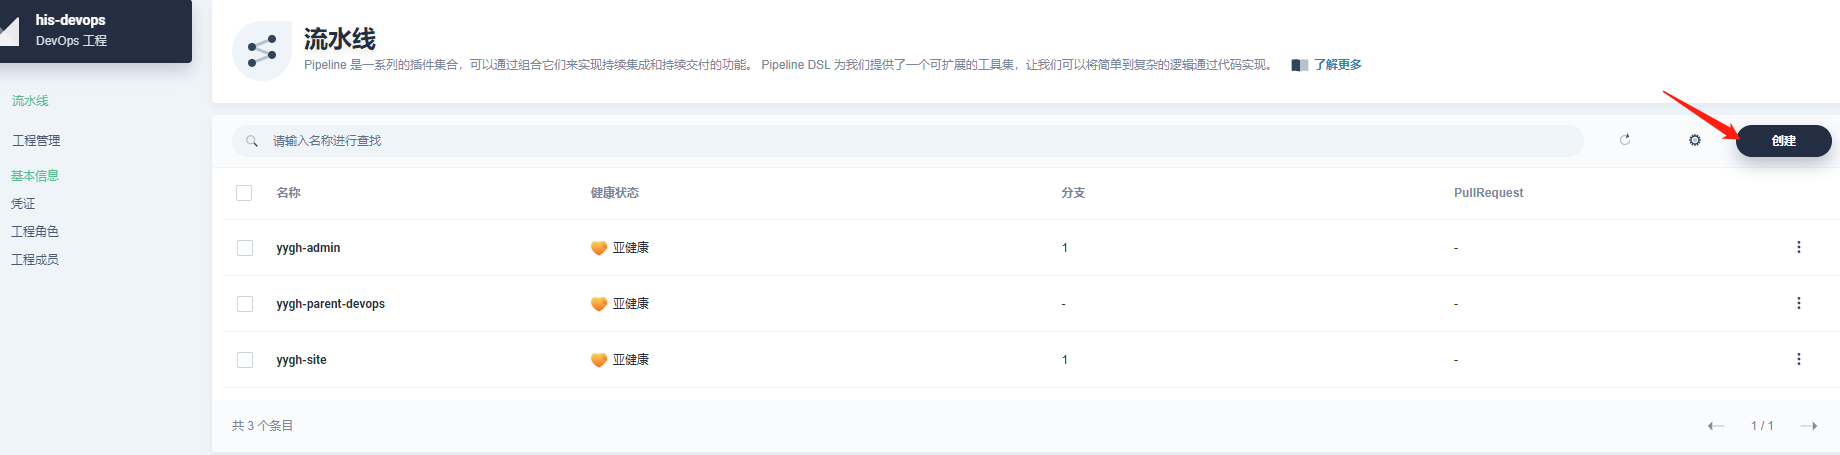 his-devops
DevOps 工程
流水线
工程管理
基本信息
凭证
工程角色
工程成员
流水线
Pipeline 是一系列的插件集合，可以通过组合它们来实现持续集成和持续交付的功能。 Pipeline DSL 为我们提供了一个可扩展的工具集，让我们可以将简单到复杂的逻辑通过代码实现。 了解更多
请输入名称进行查找 创建
名称 健康状态 分支 PullRequest
yygh-admin 亚健康 1 -
yygh-parent-devops 亚健康 - -
yygh-site 亚健康 1 -
共 3 个条目 1 / 1